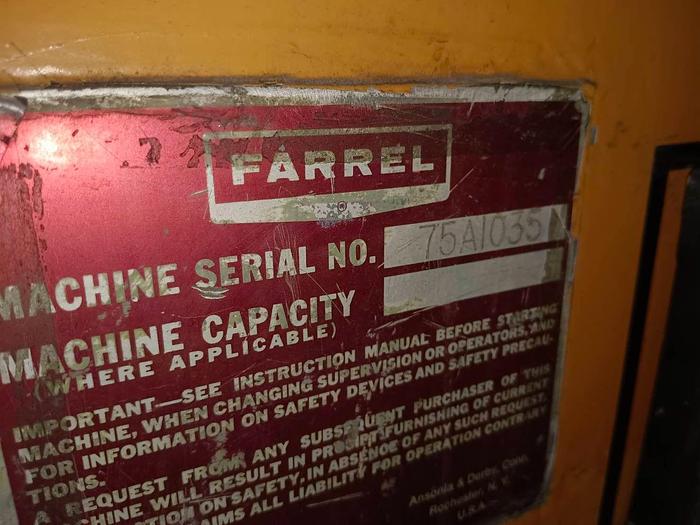 FARREL
MACHINE SERIAL NO. 75A1035
MACHINE CAPACITY
(WHERE APPLICABLE)
IMPORTANT—SEE INSTRUCTION MANUAL BEFORE STARTING
MACHINE, WHEN CHANGING SUPERVISION OR OPERATORS, AND
FOR INFORMATION ON SAFETY DEVICES AND SAFETY PRECAU-
TIONS.
A REQUEST FROM ANY SUBSEQUENT PURCHASER OF THIS
MACHINE WILL RESULT IN PROMPT FURNISHING OF CURRENT
ON SAFETY, IN ABSENCE OF ANY SUCH REQUEST,
ALL LIABILITY FOR OPERATION CONTRARY
Ansonia & Derby, Conn.
Rochester, N. Y.
U.S.A.